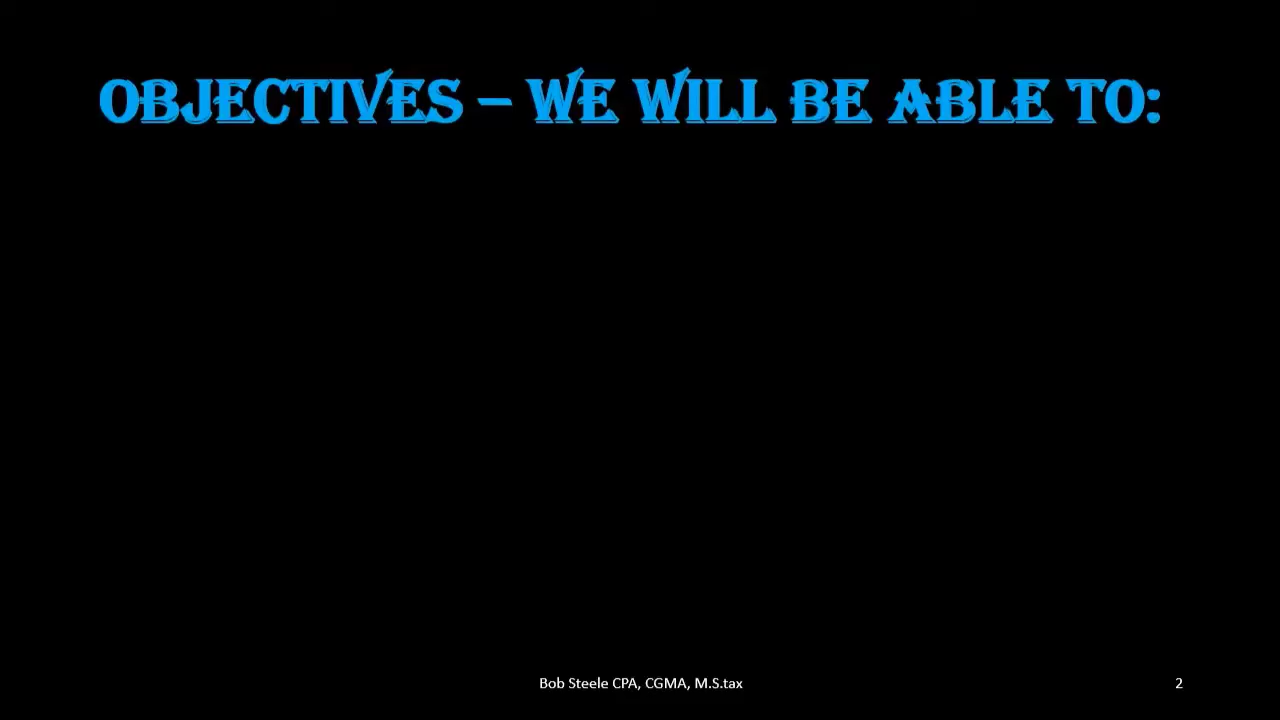 OBJECTIVES – WE WILL BE ABLE TO:
Bob Steele CPA, CGMA, M.S.tax
2